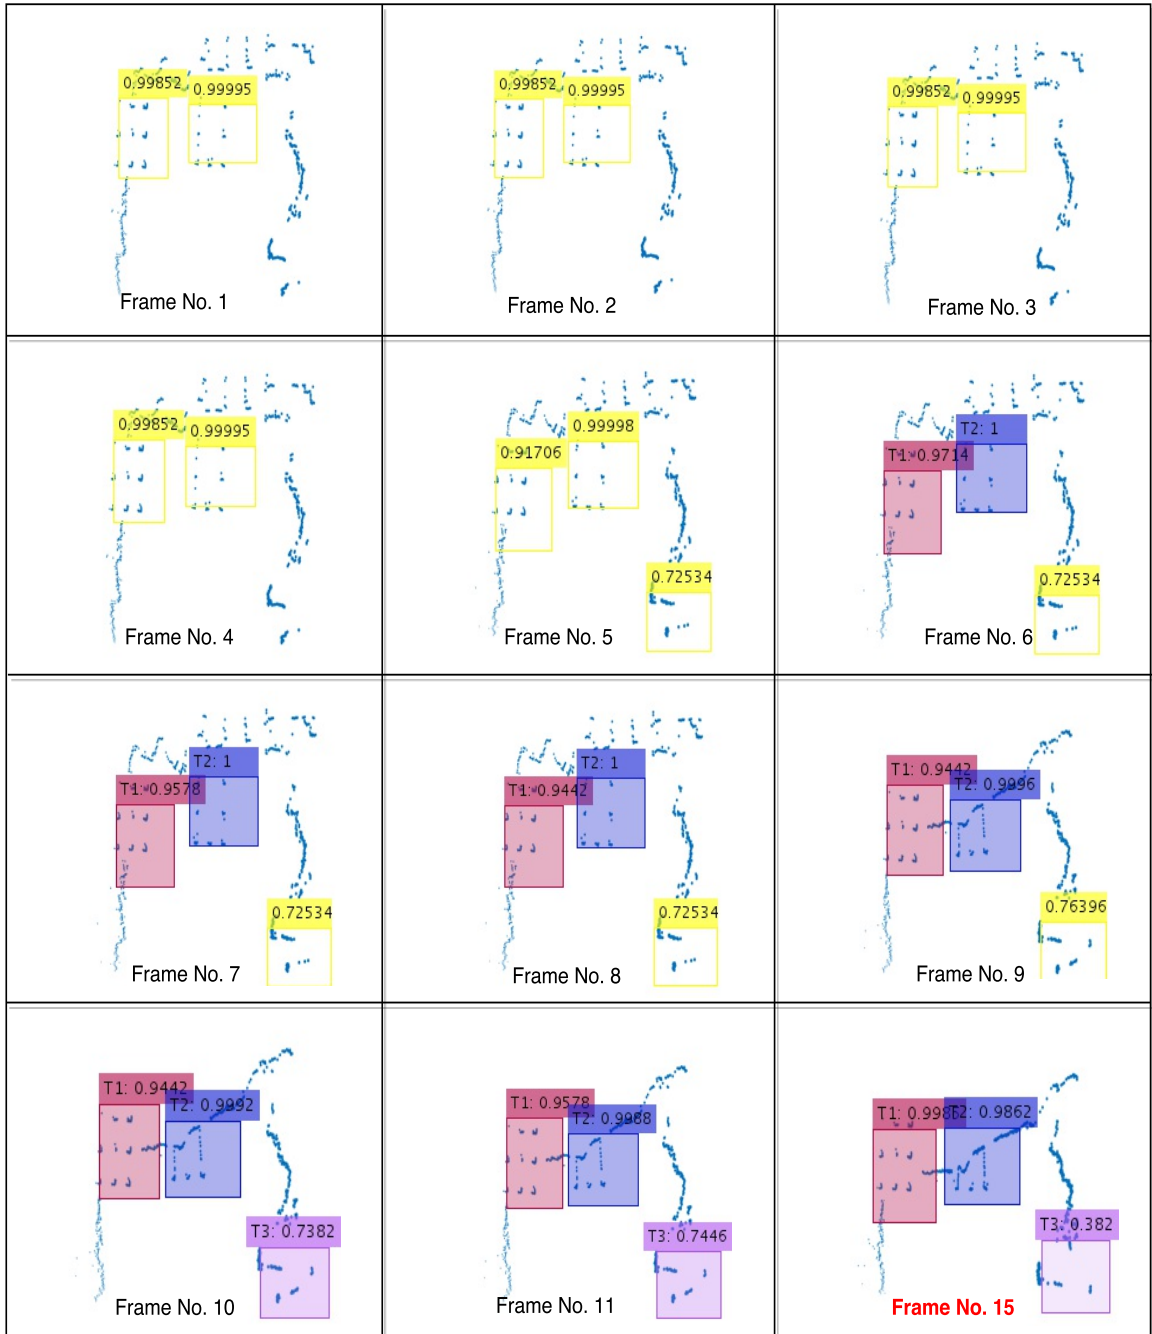 0.99852 0.99995
Frame No. 1
0.99852 0.99995
Frame No. 2
0.99852 0.99995
Frame No. 3
0.99852 0.99995
Frame No. 4
0.99998
0.91706
0.72534
Frame No. 5
T2: 1
T1: 0.9714
0.72534
Frame No. 6
T2: 1
T1: 0.9578
0.72534
Frame No. 7
T2: 1
T1: 0.9442
0.72534
Frame No. 8
T1: 0.9442
T2: 0.9996
0.76396
Frame No. 9
T1: 0.9442
T2: 0.9992
T3: 0.7382
Frame No. 10
T1: 0.9578
T2: 0.9988
T3: 0.7446
Frame No. 11
T1: T2: 0.9862
T3: 0.382
Frame No. 15